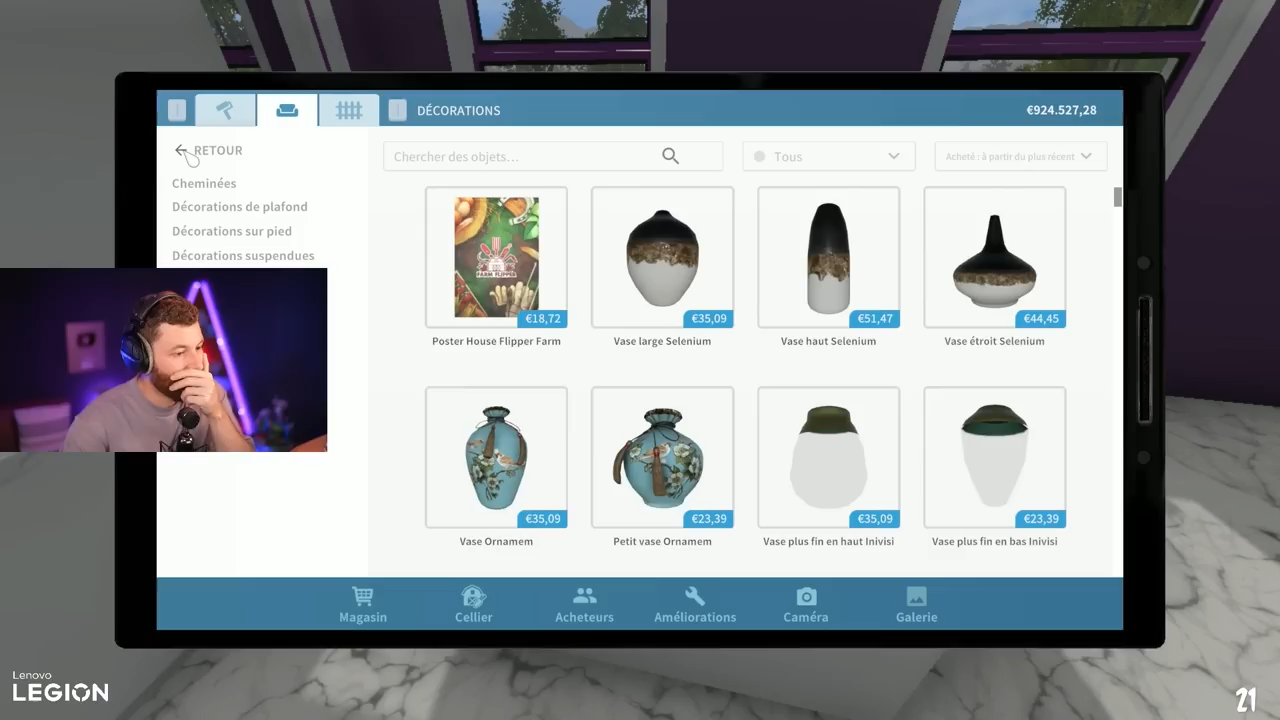 DÉCORATIONS
€924.527,28
RETOUR
Chercher des objets...
Tous
Acheté : à partir du plus récent
Cheminées
Décorations de plafond
Décorations sur pied
Décorations suspendues
FARM FLIPPER
€18,72
€35,09
€51,47
€44,45
Poster House Flipper Farm
Vase large Selenium
Vase haut Selenium
Vase étroit Selenium
€35,09
€23,39
€35,09
€23,39
Vase Ornamem
Petit vase Ornamem
Vase plus fin en haut Inivisi
Vase plus fin en bas Inivisi
Magasin
Cellier
Acheteurs
Améliorations
Caméra
Galerie
Lenovo
LEGION
21